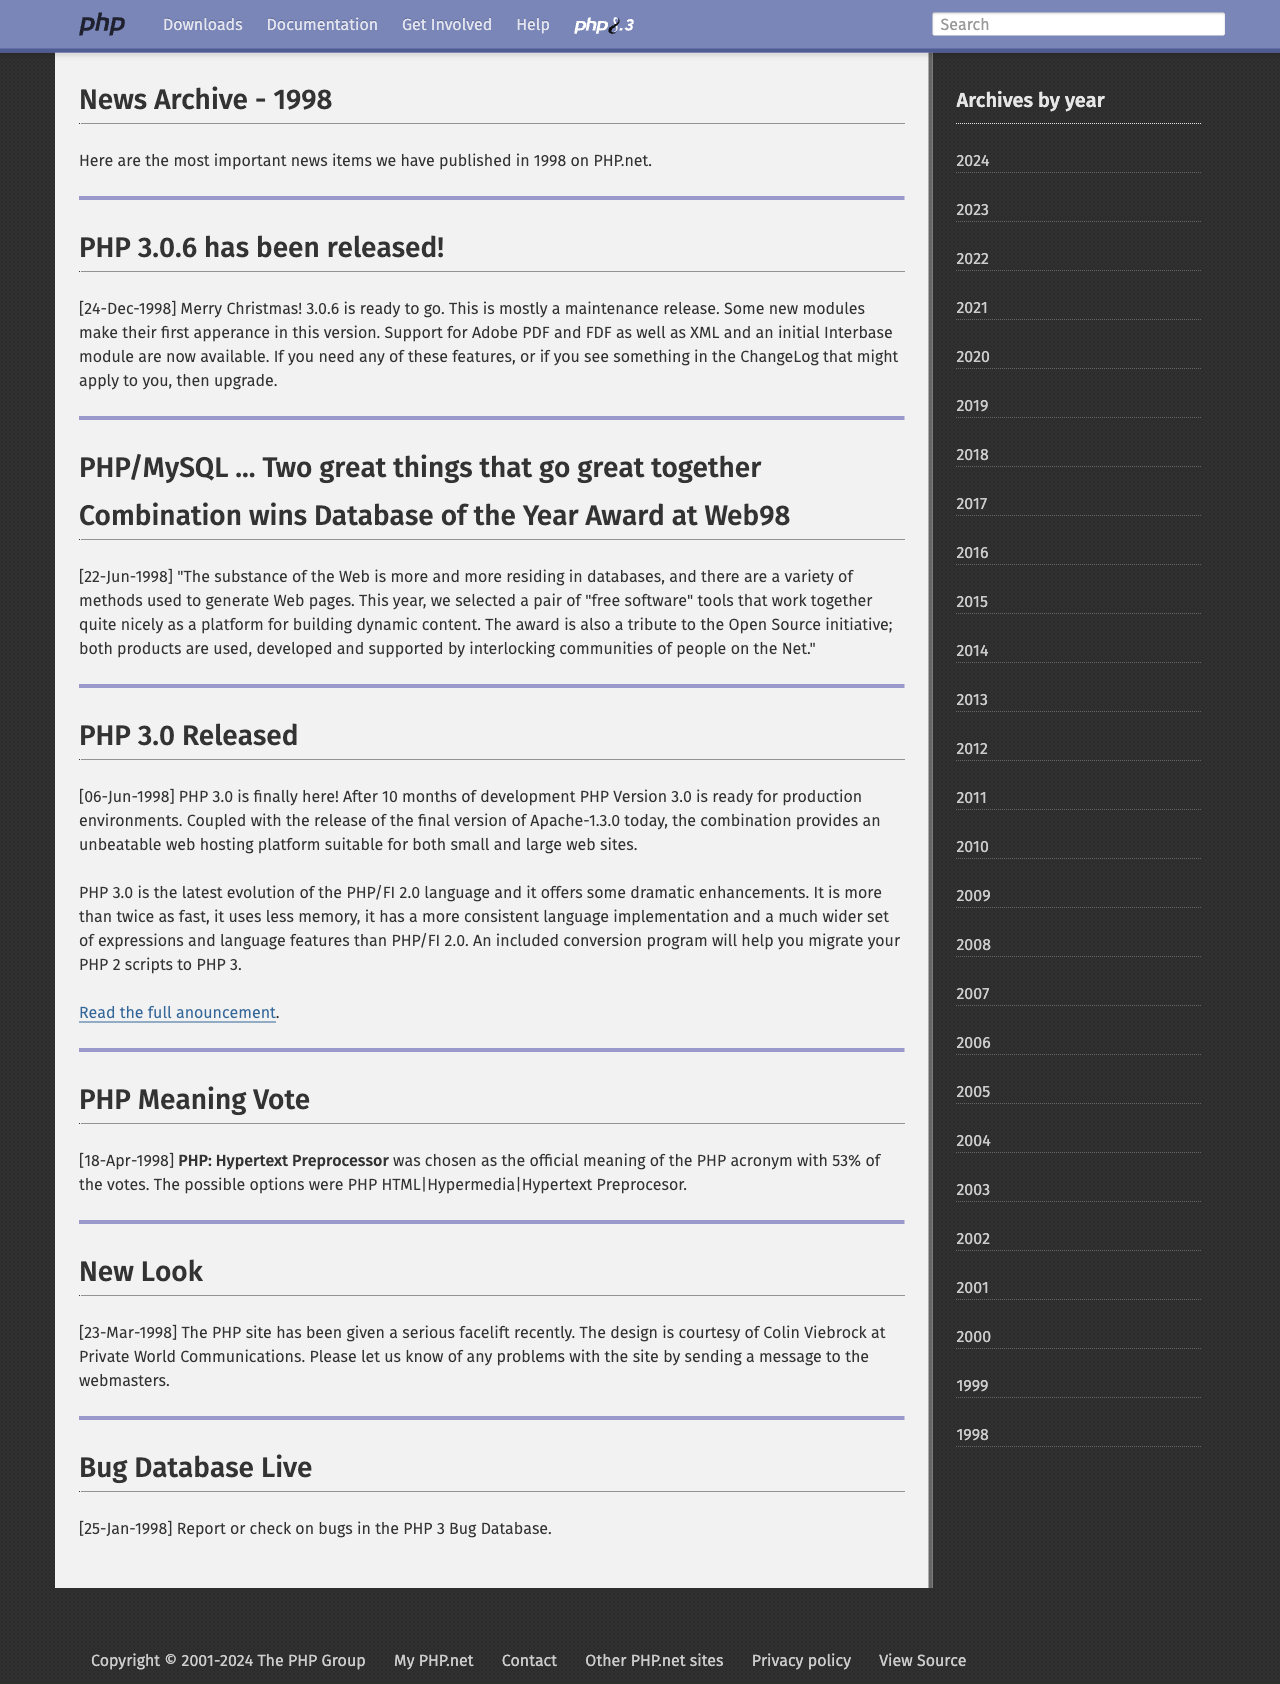 php Downloads Documentation Get Involved Help php8.3 Search
News Archive - 1998
Here are the most important news items we have published in 1998 on PHP.net.
PHP 3.0.6 has been released!
[24-Dec-1998] Merry Christmas! 3.0.6 is ready to go. This is mostly a maintenance release. Some new modules
make their first apperance in this version. Support for Adobe PDF and FDF as well as XML and an initial Interbase
module are now available. If you need any of these features, or if you see something in the ChangeLog that might
apply to you, then upgrade.
PHP/MySQL ... Two great things that go great together
Combination wins Database of the Year Award at Web98
[22-Jun-1998] "The substance of the Web is more and more residing in databases, and there are a variety of
methods used to generate Web pages. This year, we selected a pair of "free software" tools that work together
quite nicely as a platform for building dynamic content. The award is also a tribute to the Open Source initiative;
both products are used, developed and supported by interlocking communities of people on the Net."
PHP 3.0 Released
[06-Jun-1998] PHP 3.0 is finally here! After 10 months of development PHP Version 3.0 is ready for production
environments. Coupled with the release of the final version of Apache-1.3.0 today, the combination provides an
unbeatable web hosting platform suitable for both small and large web sites.
PHP 3.0 is the latest evolution of the PHP/FI 2.0 language and it offers some dramatic enhancements. It is more
than twice as fast, it uses less memory, it has a more consistent language implementation and a much wider set
of expressions and language features than PHP/FI 2.0. An included conversion program will help you migrate your
PHP 2 scripts to PHP 3.
Read the full anouncement.
PHP Meaning Vote
[18-Apr-1998] PHP: Hypertext Preprocessor was chosen as the official meaning of the PHP acronym with 53% of
the votes. The possible options were PHP HTML|Hypermedia|Hypertext Preprocesor.
New Look
[23-Mar-1998] The PHP site has been given a serious facelift recently. The design is courtesy of Colin Viebrock at
Private World Communications. Please let us know of any problems with the site by sending a message to the
webmasters.
Bug Database Live
[25-Jan-1998] Report or check on bugs in the PHP 3 Bug Database.
Archives by year
2024
2023
2022
2021
2020
2019
2018
2017
2016
2015
2014
2013
2012
2011
2010
2009
2008
2007
2006
2005
2004
2003
2002
2001
2000
1999
1998
Copyright © 2001-2024 The PHP Group My PHP.net Contact Other PHP.net sites Privacy policy View Source